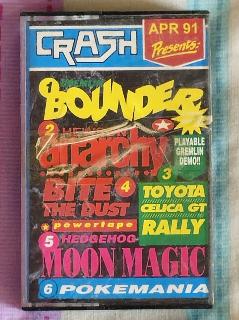 CRASH
APR 91
Presents:
1 BOUNDER
PLAYABLE
GREMLIN
DEMO!!
2
anarchy
3
TOYOTA
CELICA GT
RALLY
BITE 4
THE DUST
powertape
5 HEDGEHOG
MOON MAGIC
6 POKEMANIA